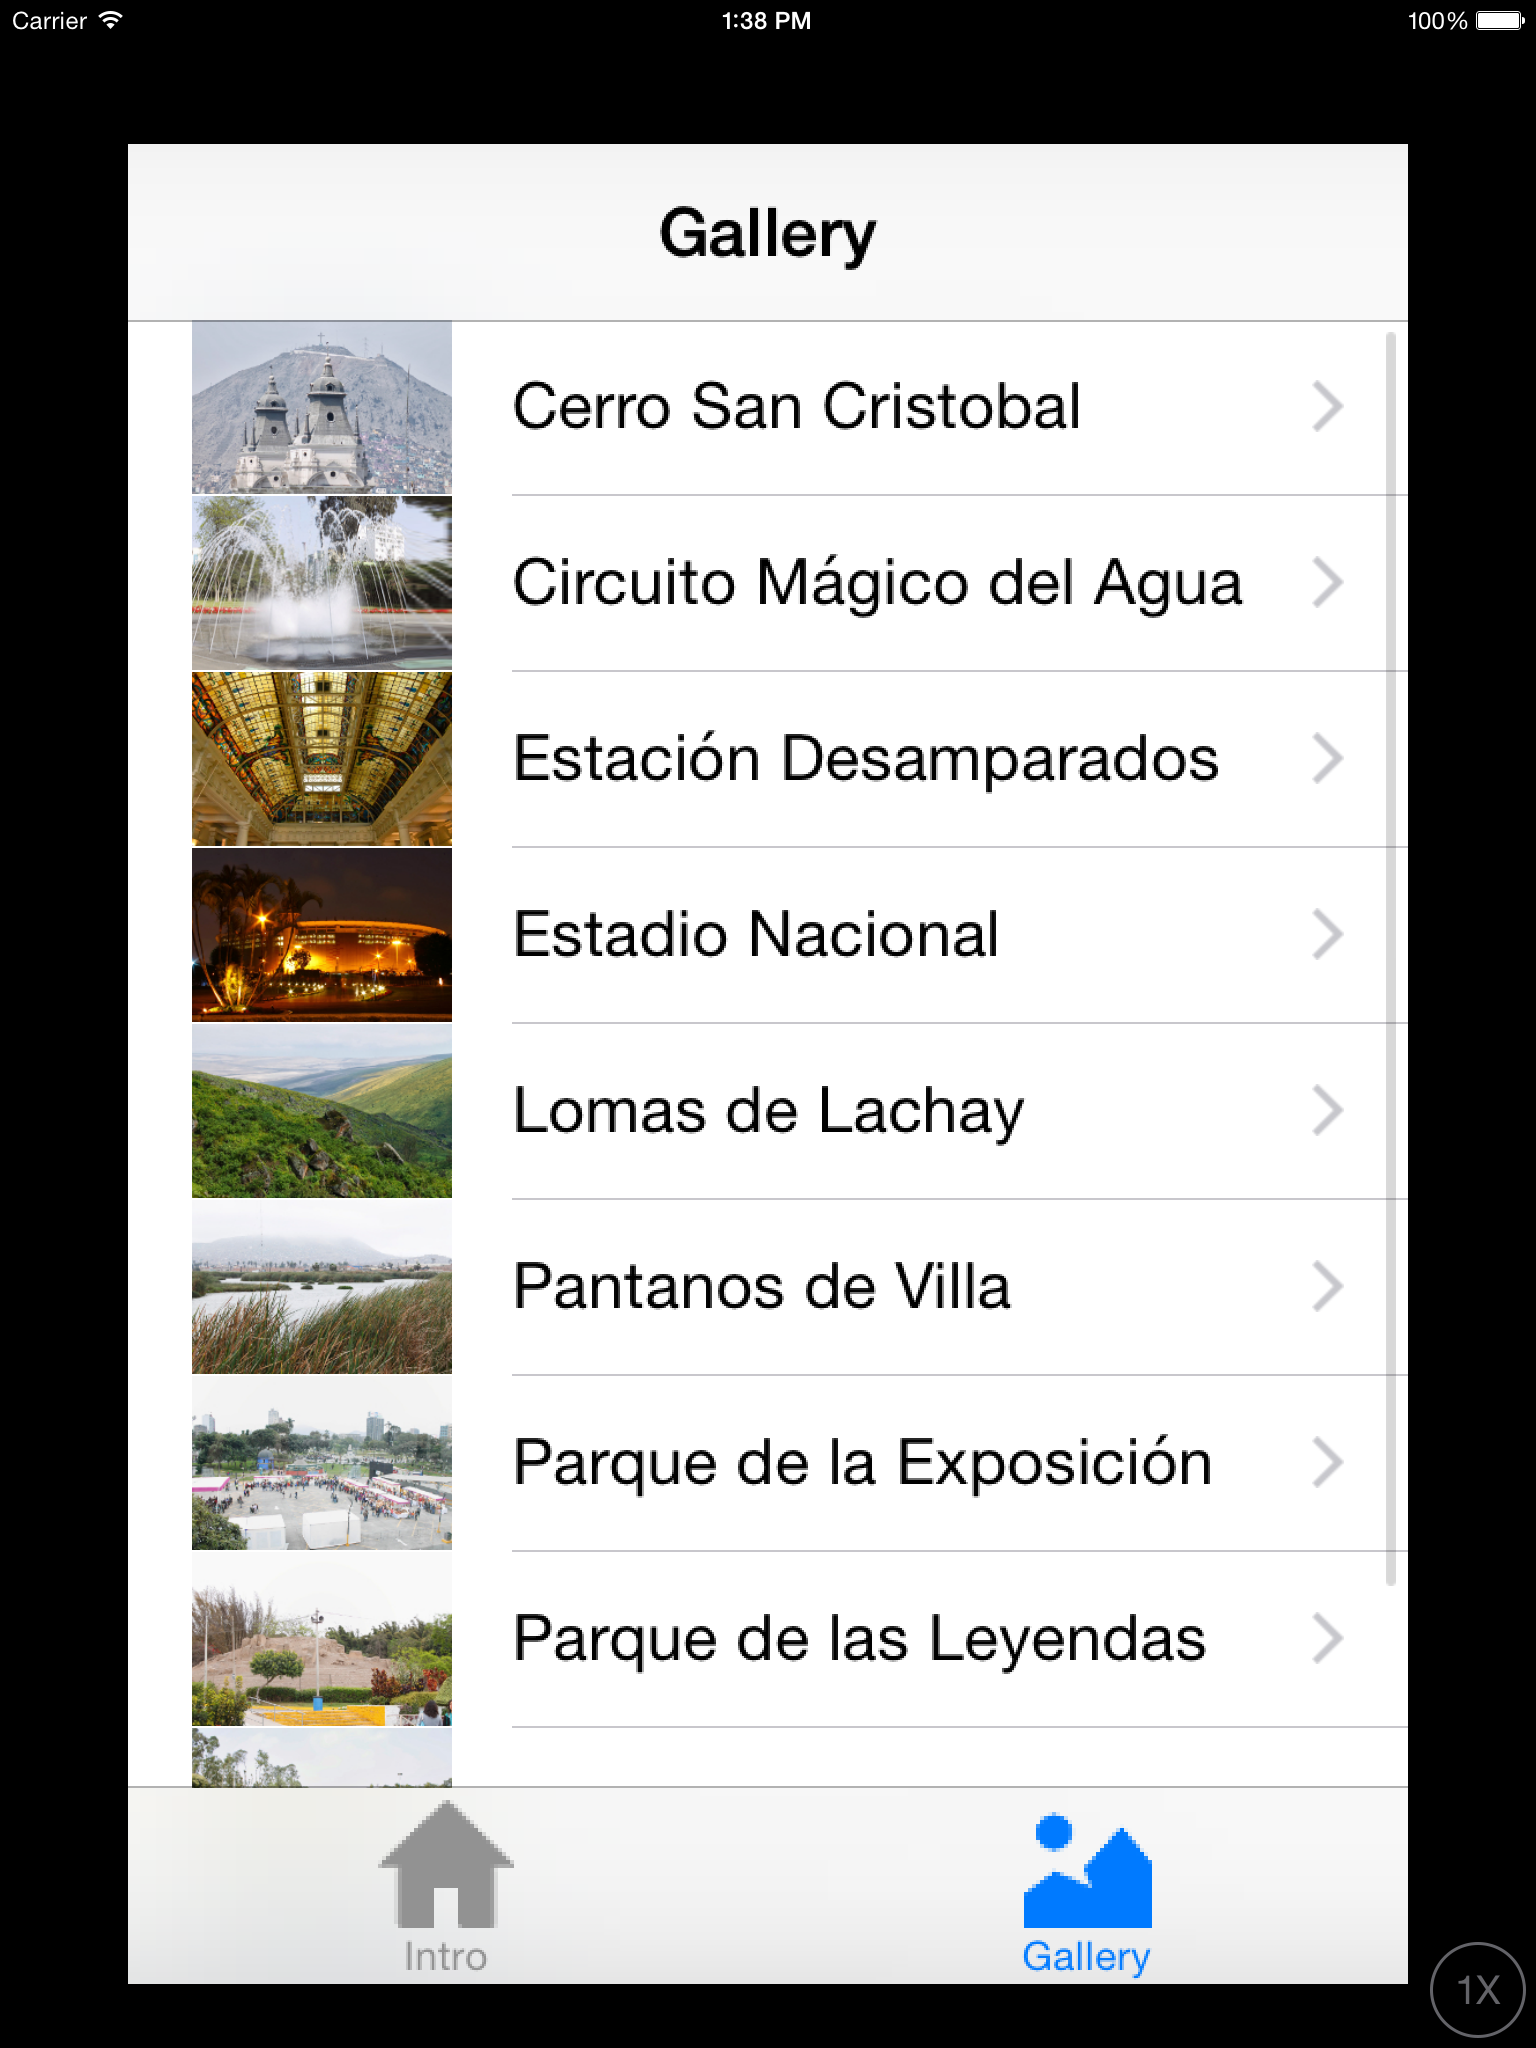 Carrier 1:38 PM 100%
Gallery
Cerro San Cristobal
Circuito Mágico del Agua
Estación Desamparados
Estadio Nacional
Lomas de Lachay
Pantanos de Villa
Parque de la Exposición
Parque de las Leyendas
Intro Gallery
1X